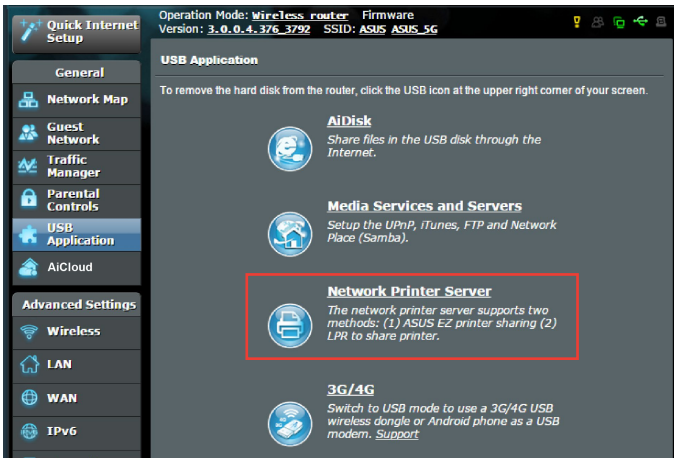 Quick Internet
Setup
Operation Mode: Wireless router Firmware
Version: 3.0.0.4.376_3792 SSID: ASUS ASUS_5G
General
Network Map
Guest
Network
Traffic
Manager
Parental
Controls
USB
Application
AiCloud
Advanced Settings
Wireless
LAN
WAN
IPv6
USB Application
To remove the hard disk from the router, click the USB icon at the upper right corner of your screen.
AiDisk
Share files in the USB disk through the
Internet.
Media Services and Servers
Setup the UPnP, iTunes, FTP and Network
Place (Samba).
Network Printer Server
The network printer server supports two
methods: (1) ASUS EZ printer sharing (2)
LPR to share printer.
3G/4G
Switch to USB mode to use a 3G/4G USB
wireless dongle or Android phone as a USB
modem. Support